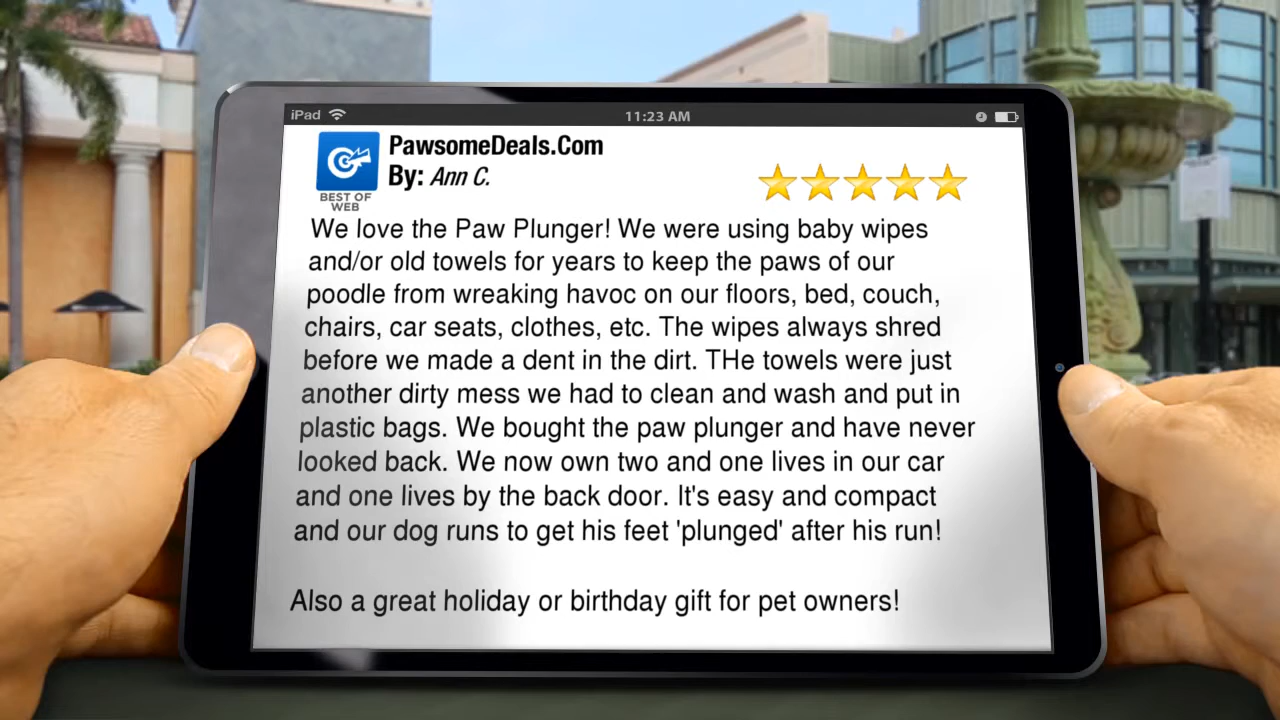 iPad 11:23 AM
PawsomeDeals.Com
By: Ann C.
BEST OF
WEB
We love the Paw Plunger! We were using baby wipes
and/or old towels for years to keep the paws of our
poodle from wreaking havoc on our floors, bed, couch,
chairs, car seats, clothes, etc. The wipes always shred
before we made a dent in the dirt. THe towels were just
another dirty mess we had to clean and wash and put in
plastic bags. We bought the paw plunger and have never
looked back. We now own two and one lives in our car
and one lives by the back door. It's easy and compact
and our dog runs to get his feet 'plunged' after his run!
Also a great holiday or birthday gift for pet owners!